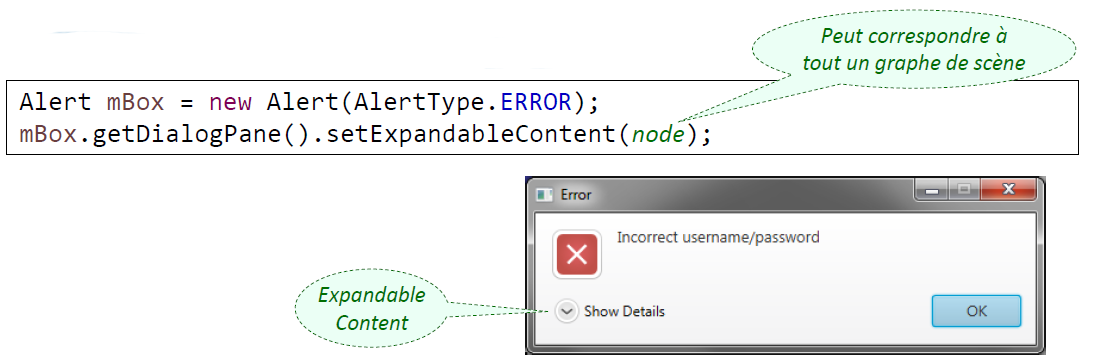 Peut correspondre à
tout un graphe de scène
Alert mBox = new Alert(AlertType.ERROR);
mBox.getDialogPane().setExpandableContent(node);
Error
Incorrect username/password
Expandable
Content
Show Details
OK